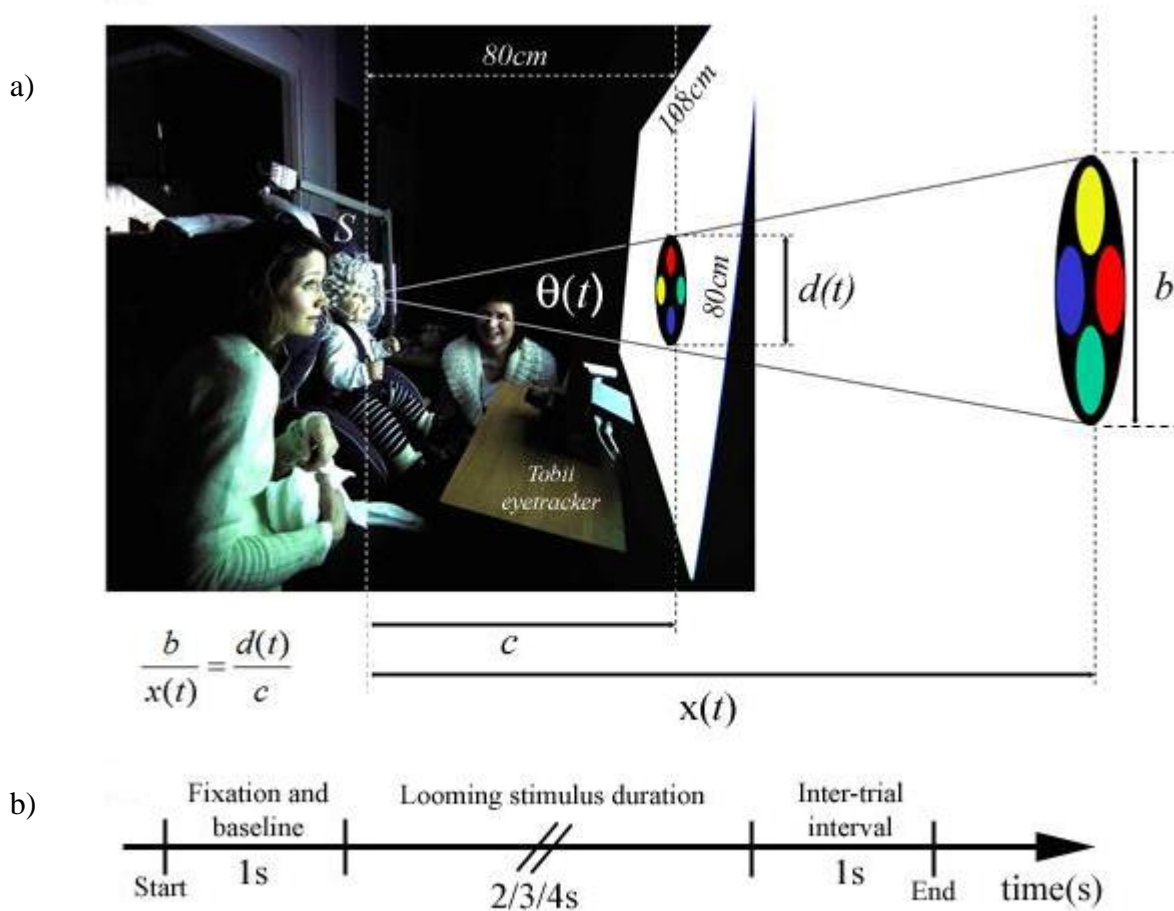 a)
80cm
108cm
S
θ(t)
80cm
d(t)
b
Tobii
eyetracker
c
b/x(t) = d(t)/c
x(t)
b)
Fixation and
baseline
Looming stimulus duration
Inter-trial
interval
1s
1s
Start
2/3/4s
End
time(s)